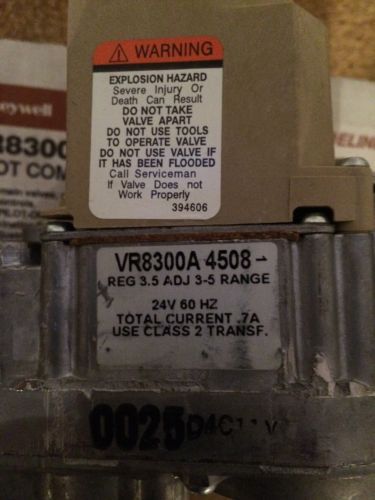 WARNING
EXPLOSION HAZARD
Severe Injury Or
Death Can Result
DO NOT TAKE
VALVE APART
DO NOT USE TOOLS
TO OPERATE VALVE
DO NOT USE VALVE IF
IT HAS BEEN FLOODED
Call Serviceman
If Valve Does not
Work Properly
394606
VR8300A 4508
REG 3.5 ADJ 3-5 RANGE
24V 60 HZ
TOTAL CURRENT .7A
USE CLASS 2 TRANSF.
0025